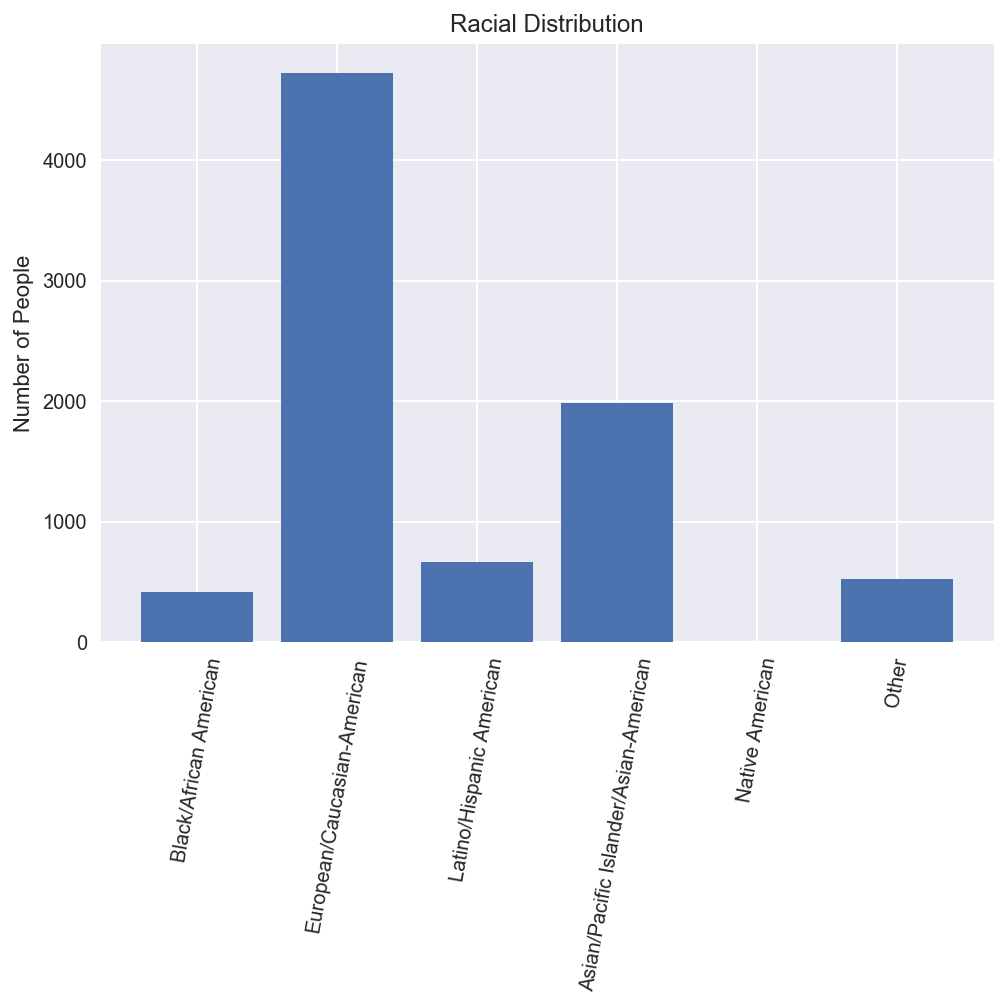 Racial Distribution
Number of People
4000
3000
2000
1000
0
Black/African American
European/Caucasian-American
Latino/Hispanic American
Asian/Pacific Islander/Asian-American
Native American
Other